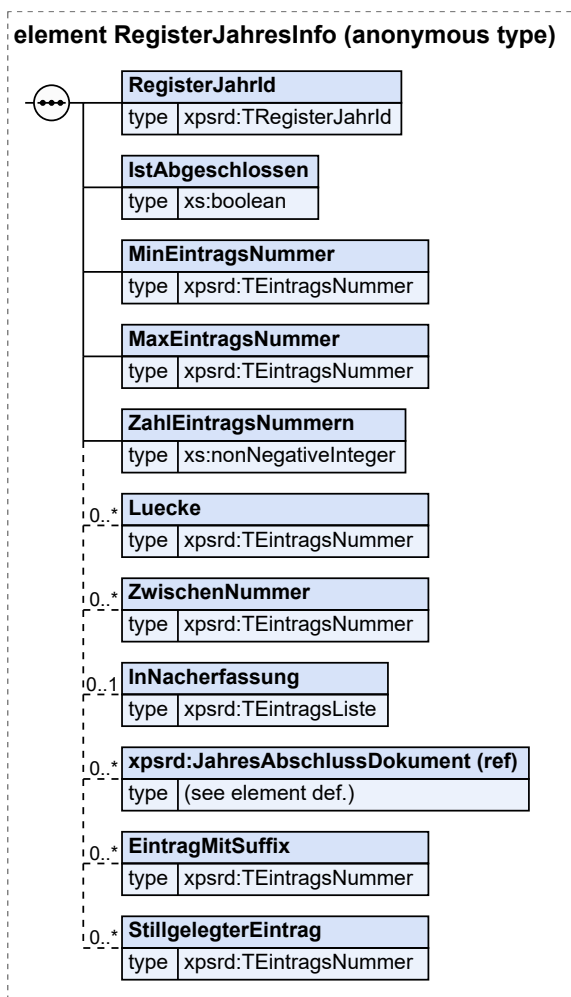 element RegisterJahresInfo (anonymous type)
RegisterJahrId
type xpsrd:TRegisterJahrId
IstAbgeschlossen
type xs:boolean
MinEintragsNummer
type xpsrd:TEintragsNummer
MaxEintragsNummer
type xpsrd:TEintragsNummer
ZahlEintragsNummern
type xs:nonNegativeInteger
0..* Luecke
type xpsrd:TEintragsNummer
0..* ZwischenNummer
type xpsrd:TEintragsNummer
0..1 InNacherfassung
type xpsrd:TEintragsListe
0..* xpsrd:JahresAbschlussDokument (ref)
type (see element def.)
0..* EintragMitSuffix
type xpsrd:TEintragsNummer
0..* StillgelegterEintrag
type xpsrd:TEintragsNummer